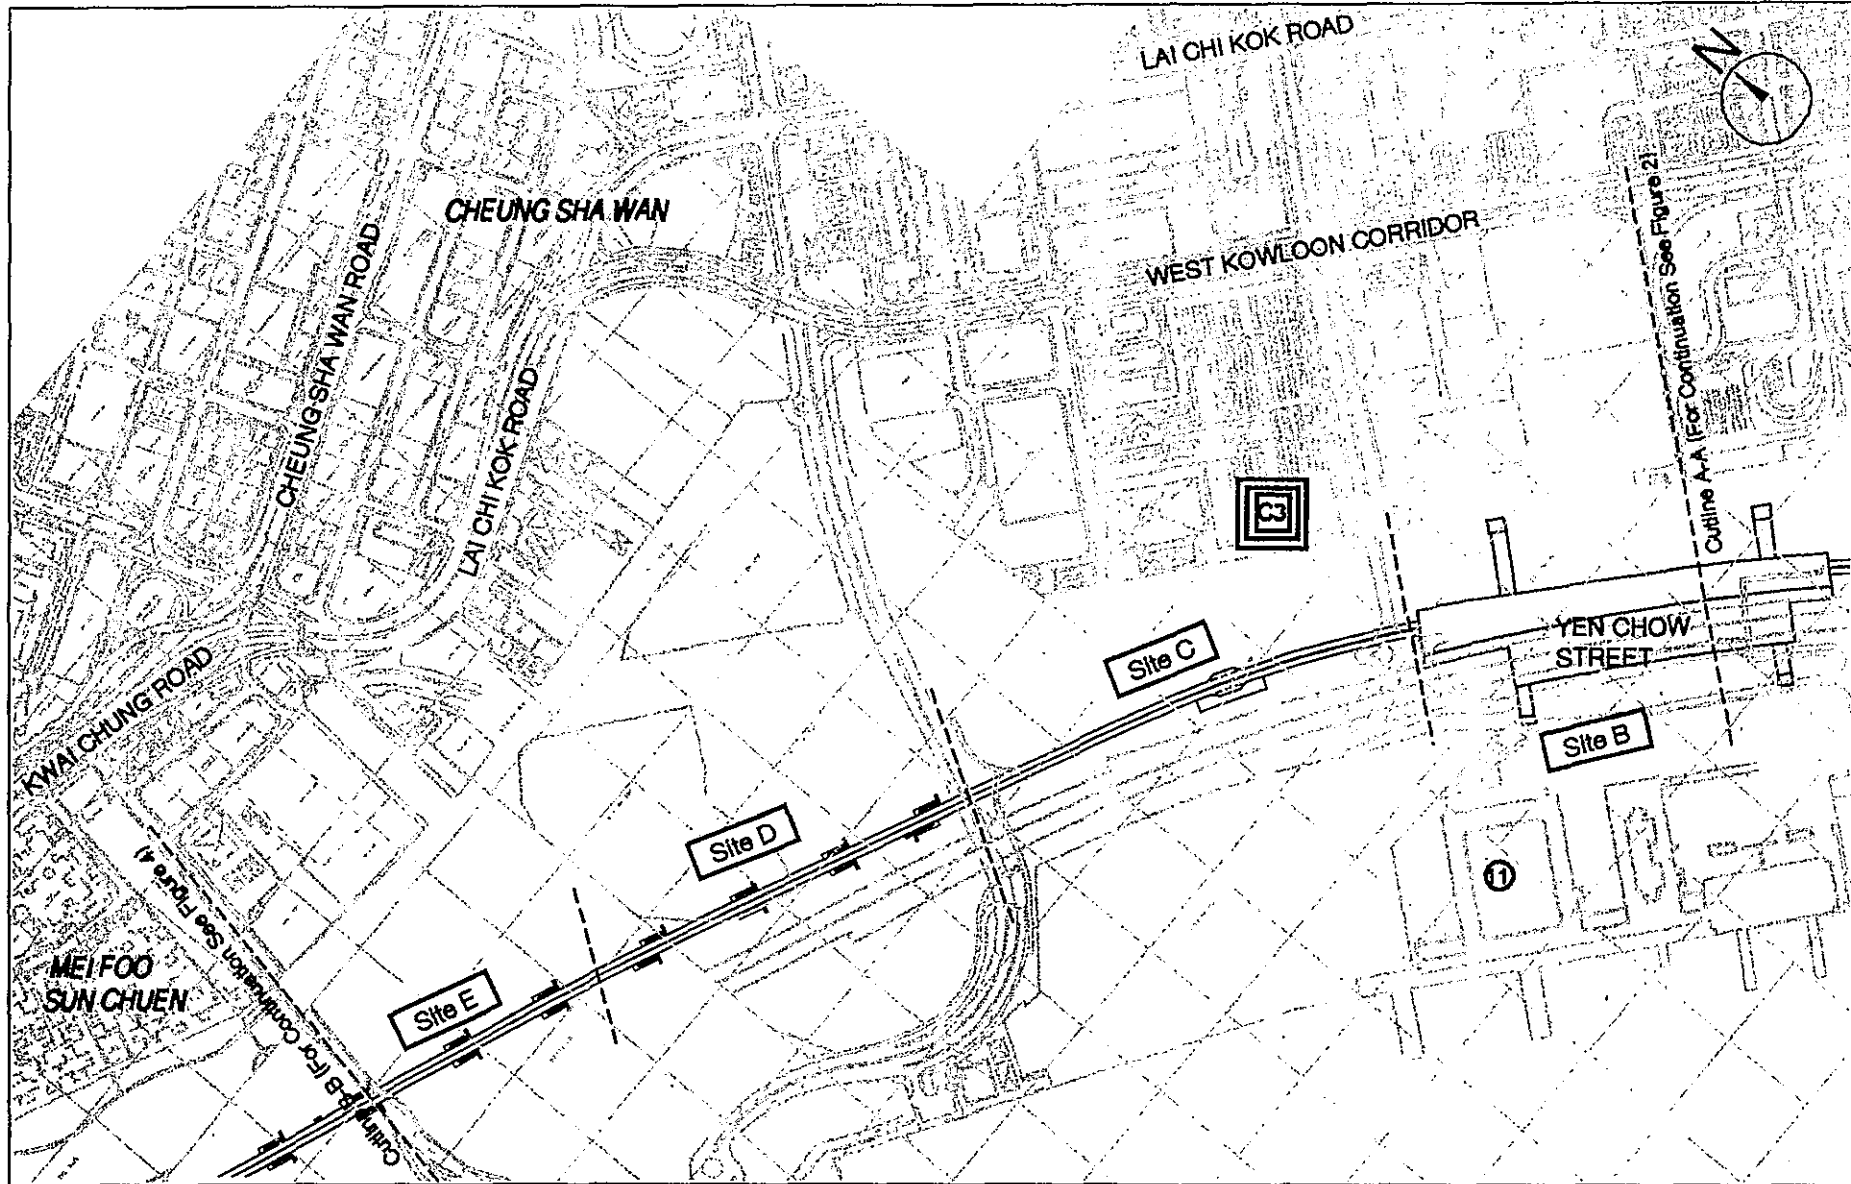 LAI CHI KOK ROAD
N
CHEUNG SHA WAN
WEST KOWLOON CORRIDOR
CHEUNG SHA WAN ROAD
LAI CHI KOK ROAD
Cutline A-A (For Continuation See Figure 2)
C3
KWAI CHUNG ROAD
YEN CHOW
STREET
Site C
Site B
Site D
11
Site E
MEI FOO
SUN CHUEN
Cutline B-B (For Continuation See Figure 4)